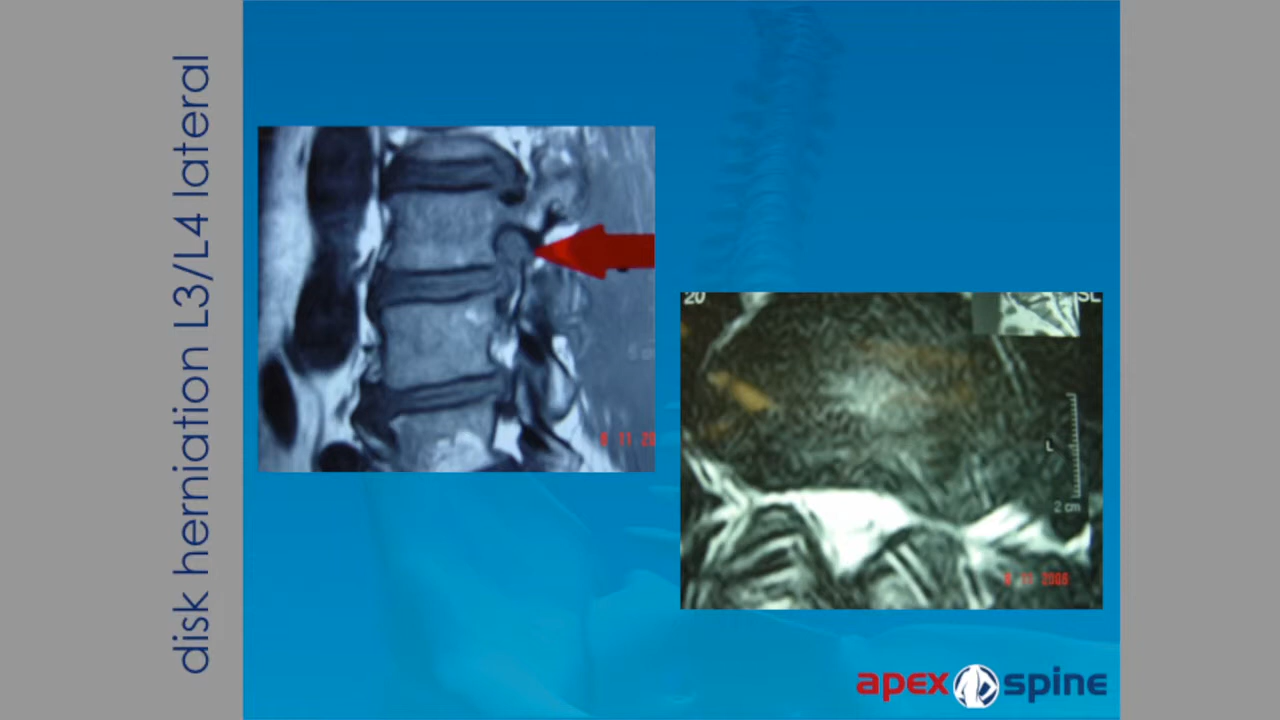 disk herniation L3/L4 lateral
20
SL
L
2 cm
apex spine